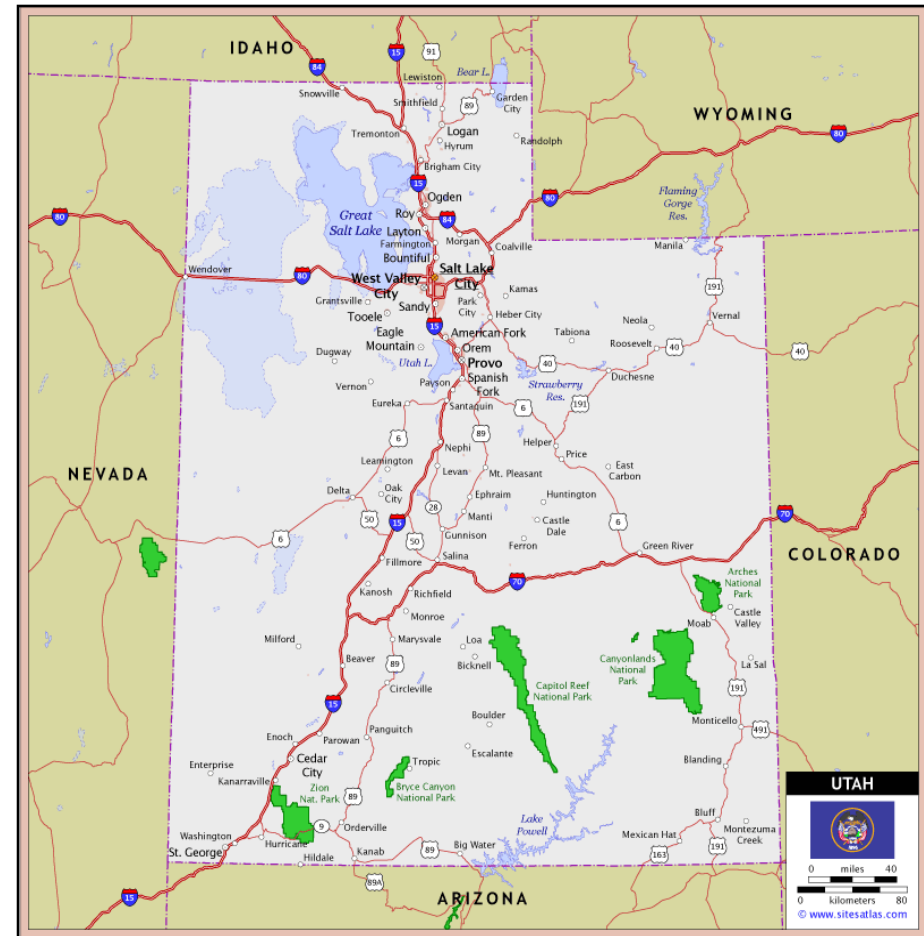 IDAHO
15
91
84
Bear L.
Lewiston
Snowville
Smithfield
89
Garden
City
WYOMING
Tremonton
Logan
Hyrum
Randolph
80
Brigham City
15
Ogden
Flaming
Gorge
Res.
80
80
Great
Salt Lake
Roy
84
Layton
Morgan
Farmington
Coalville
Manila
Bountiful
Wendover
80
West Valley
City
Salt Lake
City
191
Grantsville
Park
City
Kamas
Sandy
Tooele
Heber City
Neola
Vernal
15
Eagle
Mountain
American Fork
Tabiona
Roosevelt
40
40
Orem
Dugway
Utah L.
Provo
40
Spanish
Fork
Strawberry
Res.
Duchesne
Vernon
Payson
191
Eureka
Santaquin
6
6
89
Nephi
Helper
Price
Leamington
Levan
Mt. Pleasant
East
Carbon
NEVADA
Delta
Oak
City
Ephraim
Huntington
28
50
15
Manti
Castle
Dale
6
70
6
50
Gunnison
Ferron
Green River
COLORADO
Fillmore
Salina
70
Arches
National
Park
Kanosh
Richfield
Monroe
Castle
Valley
Moab
Milford
Marysvale
Loa
Canyonlands
National
Park
La Sal
Beaver
89
Bicknell
Circleville
Capitol Reef
National Park
191
15
Boulder
Monticello
491
Enoch
Parowan
Panguitch
Escalante
Blanding
Enterprise
Cedar
City
Tropic
Kanarraville
Zion
Nat. Park
89
Bryce Canyon
National Park
UTAH
9
Orderville
Lake
Powell
Bluff
Montezuma
Creek
Washington
Hurricane
Mexican Hat
St. George
Hildale
Kanab
89
Big Water
163
191
0 miles 40
89A
15
ARIZONA
0 kilometers 80
© www.sitesatlas.com